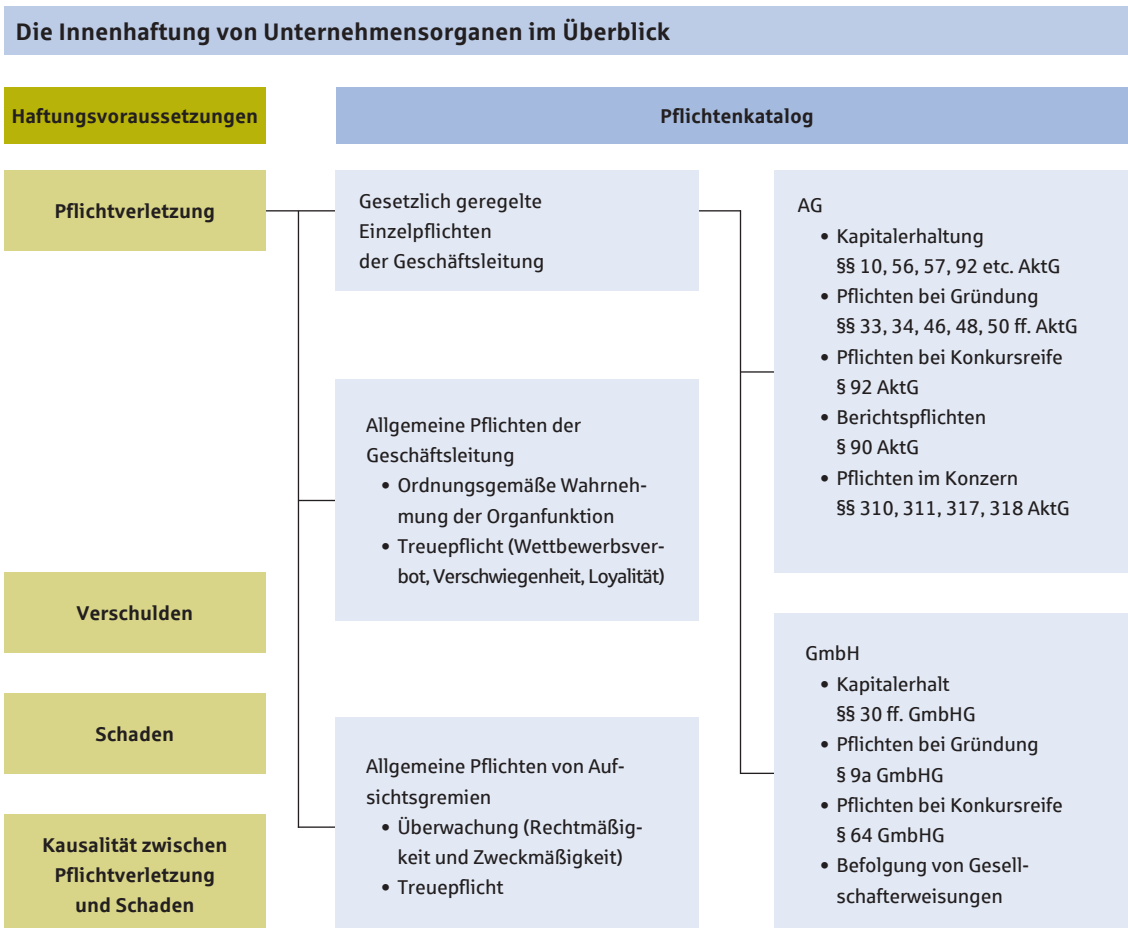 Die Innenhaftung von Unternehmensorganen im Überblick
Haftungsvoraussetzungen
Pflichtenkatalog
Pflichtverletzung
Gesetzlich geregelte
Einzelpflichten
der Geschäftsleitung
AG
• Kapitalerhaltung
§§ 10, 56, 57, 92 etc. AktG
• Pflichten bei Gründung
§§ 33, 34, 46, 48, 50 ff. AktG
• Pflichten bei Konkursreife
§ 92 AktG
• Berichtspflichten
§ 90 AktG
• Pflichten im Konzern
§§ 310, 311, 317, 318 AktG
Allgemeine Pflichten der
Geschäftsleitung
• Ordnungsgemäße Wahrneh-
mung der Organfunktion
• Treuepflicht (Wettbewerbsver-
bot, Verschwiegenheit, Loyalität)
Verschulden
Schaden
Kausalität zwischen
Pflichtverletzung
und Schaden
Allgemeine Pflichten von Auf-
sichtsgremien
• Überwachung (Rechtmäßig-
keit und Zweckmäßigkeit)
• Treuepflicht
GmbH
• Kapitalerhalt
§§ 30 ff. GmbHG
• Pflichten bei Gründung
§ 9a GmbHG
• Pflichten bei Konkursreife
§ 64 GmbHG
• Befolgung von Gesell-
schafterweisungen